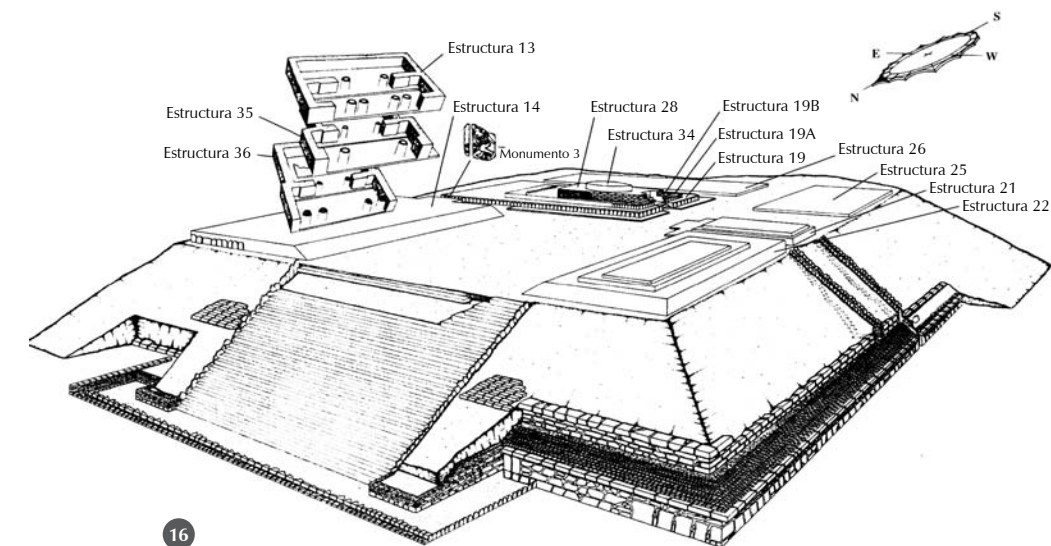 S
E
W
N
Estructura 13
Estructura 35
Estructura 14
Estructura 36
Monumento 3
Estructura 28
Estructura 34
Estructura 19B
Estructura 19A
Estructura 19
Estructura 26
Estructura 25
Estructura 21
Estructura 22
16